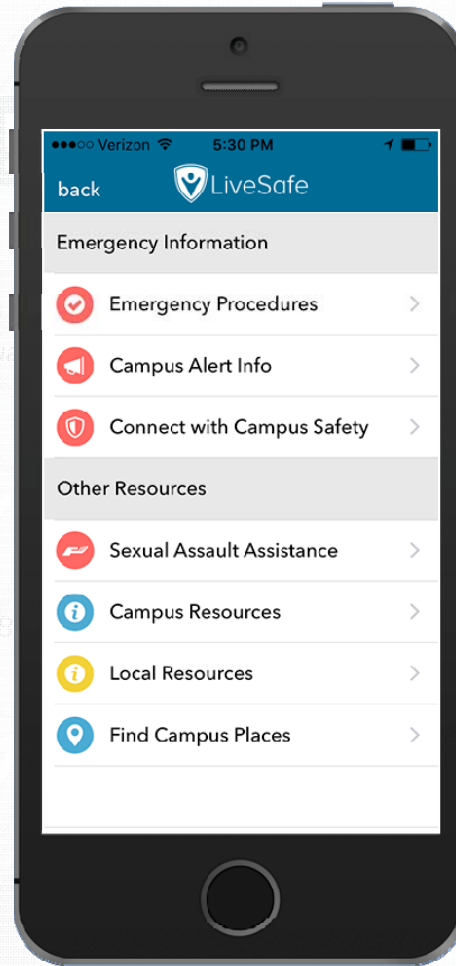 Verizon 5:30 PM
back LiveSafe
Emergency Information
Emergency Procedures
Campus Alert Info
Connect with Campus Safety
Other Resources
Sexual Assault Assistance
Campus Resources
Local Resources
Find Campus Places